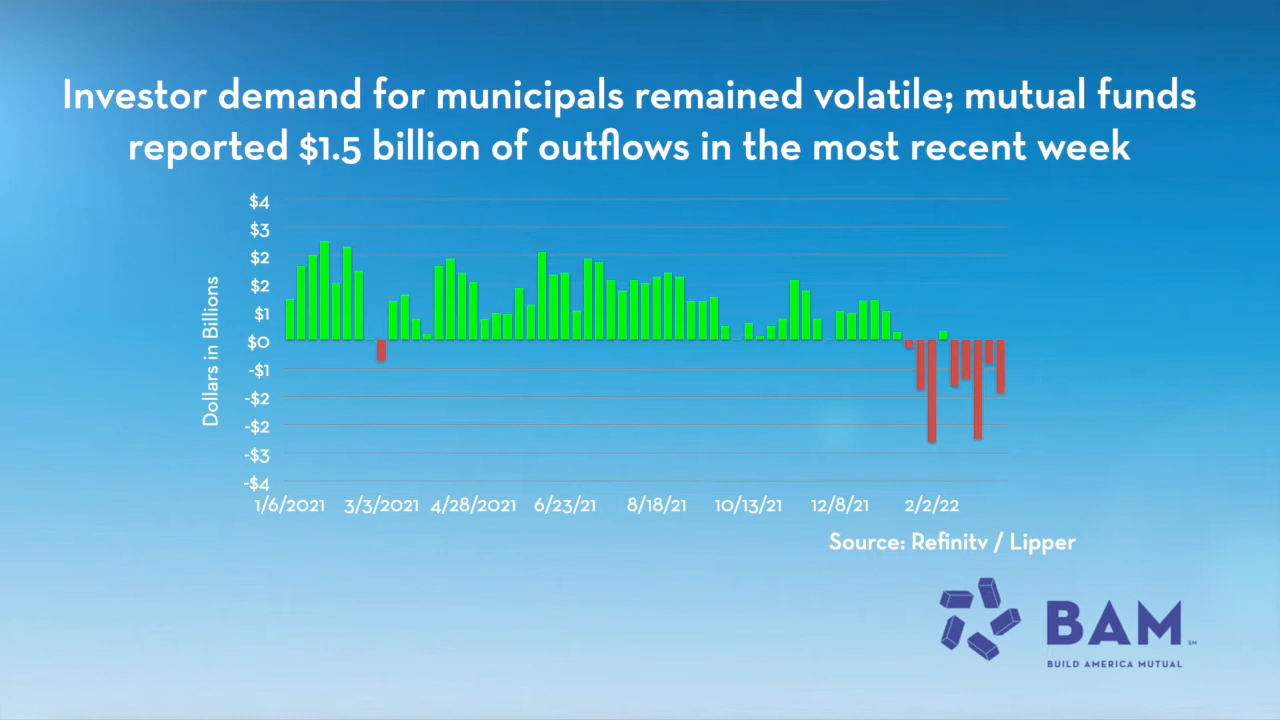 Investor demand for municipals remained volatile; mutual funds
reported $1.5 billion of outflows in the most recent week
Dollars in Billions
$4
$3
$2
$2
$1
$0
-$1
-$2
-$2
-$3
-$4
1/6/2021 3/3/2021 4/28/2021 6/23/21 8/18/21 10/13/21 12/8/21 2/2/22
Source: Refinitv / Lipper
BAM SM
BUILD AMERICA MUTUAL